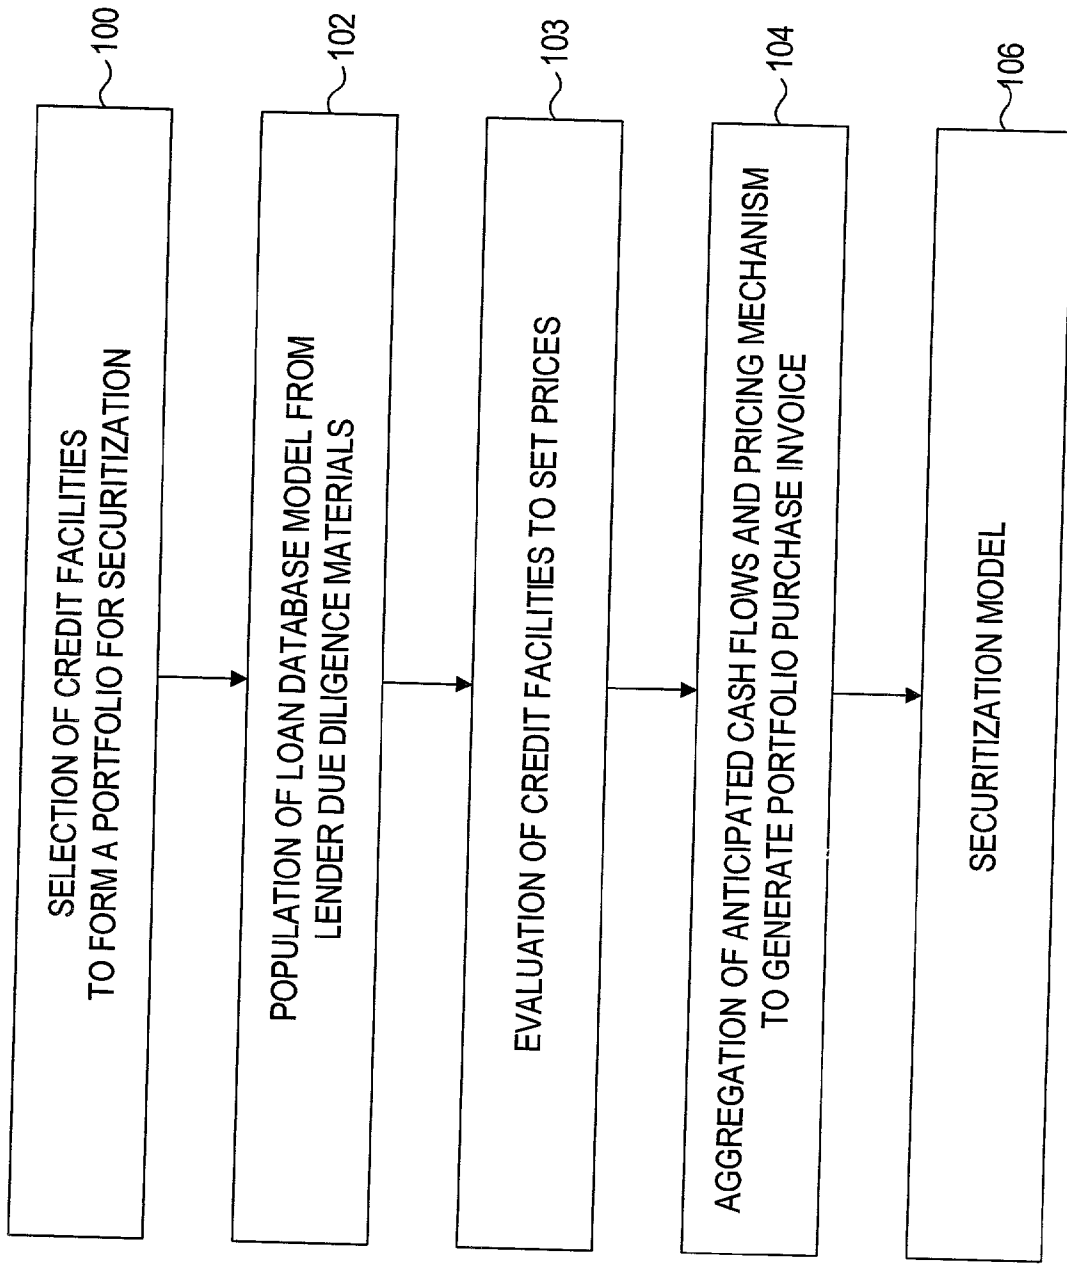 SELECTION OF CREDIT FACILITIES
TO FORM A PORTFOLIO FOR SECURITIZATION
100
POPULATION OF LOAN DATABASE MODEL FROM
LENDER DUE DILIGENCE MATERIALS
102
EVALUATION OF CREDIT FACILITIES TO SET PRICES
103
AGGREGATION OF ANTICIPATED CASH FLOWS AND PRICING MECHANISM
TO GENERATE PORTFOLIO PURCHASE INVOICE
104
SECURITIZATION MODEL
106